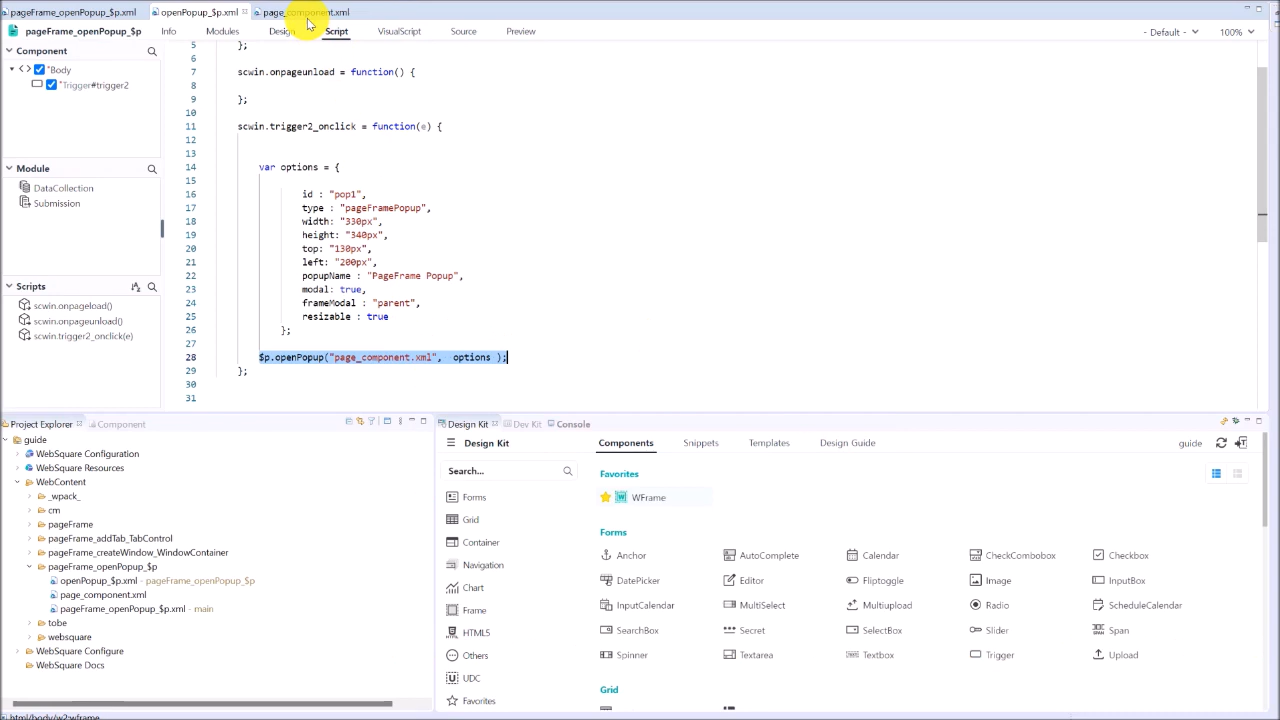 pageFrame_openPopup_$p.xml openPopup_$p.xml page_component.xml
pageFrame_openPopup_$p Info Modules Design Script VisualScript Source Preview - Default - 100%
Component
*Body
*Trigger#trigger2
Module
DataCollection
Submission
Scripts
scwin.onpageload()
scwin.onpageunload()
scwin.trigger2_onclick(e)
5 };
6
7 scwin.onpageunload = function() {
8
9 };
10
11 scwin.trigger2_onclick = function(e) {
12
13
14 var options = {
15
16 id : "pop1",
17 type : "pageFramePopup",
18 width: "330px",
19 height: "340px",
20 top: "130px",
21 left: "200px",
22 popupName : "PageFrame Popup",
23 modal: true,
24 frameModal : "parent",
25 resizable : true
26 };
27
28 $p.openPopup("page_component.xml", options );
29 };
30
31
Project Explorer Component
guide
WebSquare Configuration
WebSquare Resources
WebContent
_wpack_
cm
pageFrame
pageFrame_addTab_TabControl
pageFrame_createWindow_WindowContainer
pageFrame_openPopup_$p
openPopup_$p.xml - pageFrame_openPopup_$p
page_component.xml
pageFrame_openPopup_$p.xml - main
tobe
websquare
WebSquare Configure
WebSquare Docs
Design Kit Dev Kit Console
Design Kit Components Snippets Templates Design Guide guide
Search...
Forms
Grid
Container
Navigation
Chart
Frame
HTML5
Others
UDC
Favorites
Favorites
WFrame
Forms
Anchor AutoComplete Calendar CheckCombobox Checkbox
DatePicker Editor Fliptoggle Image InputBox
InputCalendar MultiSelect Multiupload Radio ScheduleCalendar
SearchBox Secret SelectBox Slider Span
Spinner Textarea Textbox Trigger Upload
Grid
html/body/w2:wframe